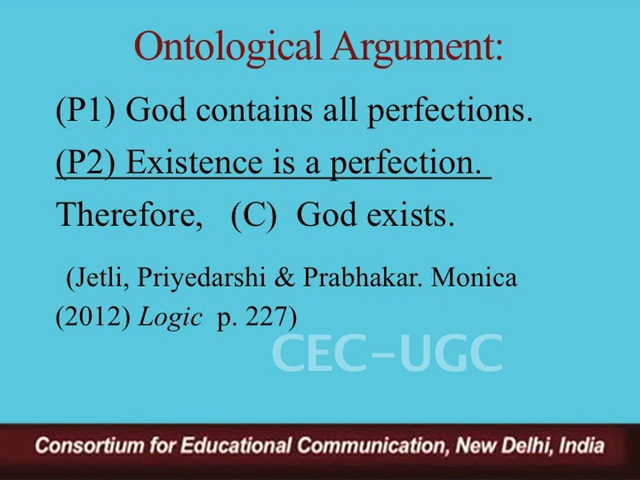 Ontological Argument:
(P1) God contains all perfections.
(P2) Existence is a perfection.
Therefore, (C) God exists.
(Jetli, Priyedarshi & Prabhakar. Monica
(2012) Logic p. 227)
CEC-UGC
Consortium for Educational Communication, New Delhi, India